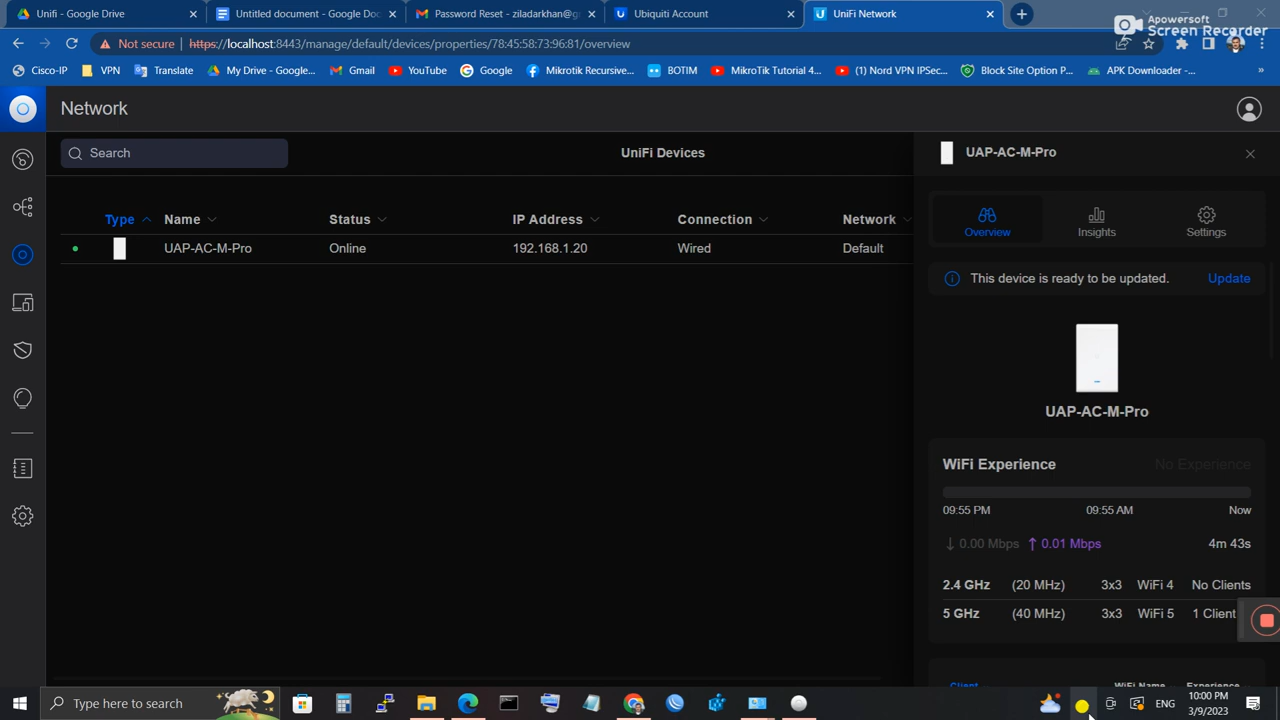 Unifi - Google Drive
Untitled document - Google Doc
Password Reset - ziladarkhan@g
Ubiquiti Account
UniFi Network
Apowersoft
Screen Recorder
Not secure
https://localhost:8443/manage/default/devices/properties/78:45:58:73:96:81/overview
Cisco-IP
VPN
Translate
My Drive - Google...
Gmail
YouTube
Google
Mikrotik Recursive...
BOTIM
MikroTik Tutorial 4...
(1) Nord VPN IPSec...
Block Site Option P...
APK Downloader -...
Network
Search
UniFi Devices
Type
Name
Status
IP Address
Connection
Network
UAP-AC-M-Pro
Online
192.168.1.20
Wired
Default
UAP-AC-M-Pro
Overview
Insights
Settings
This device is ready to be updated.
Update
UAP-AC-M-Pro
WiFi Experience
No Experience
09:55 PM
09:55 AM
Now
0.00 Mbps
0.01 Mbps
4m 43s
2.4 GHz (20 MHz) 3x3 WiFi 4 No Clients
5 GHz (40 MHz) 3x3 WiFi 5 1 Client
Client WiFi Name Experience
Type here to search
ENG
10:00 PM
3/9/2023